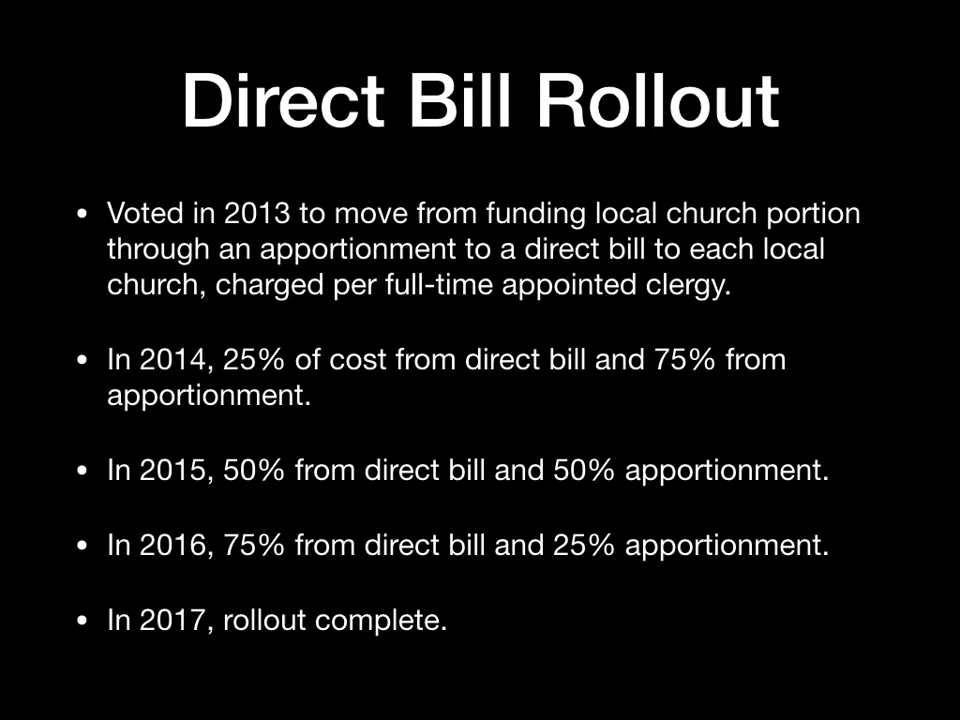 Direct Bill Rollout
• Voted in 2013 to move from funding local church portion
through an apportionment to a direct bill to each local
church, charged per full-time appointed clergy.
• In 2014, 25% of cost from direct bill and 75% from
apportionment.
• In 2015, 50% from direct bill and 50% apportionment.
• In 2016, 75% from direct bill and 25% apportionment.
• In 2017, rollout complete.